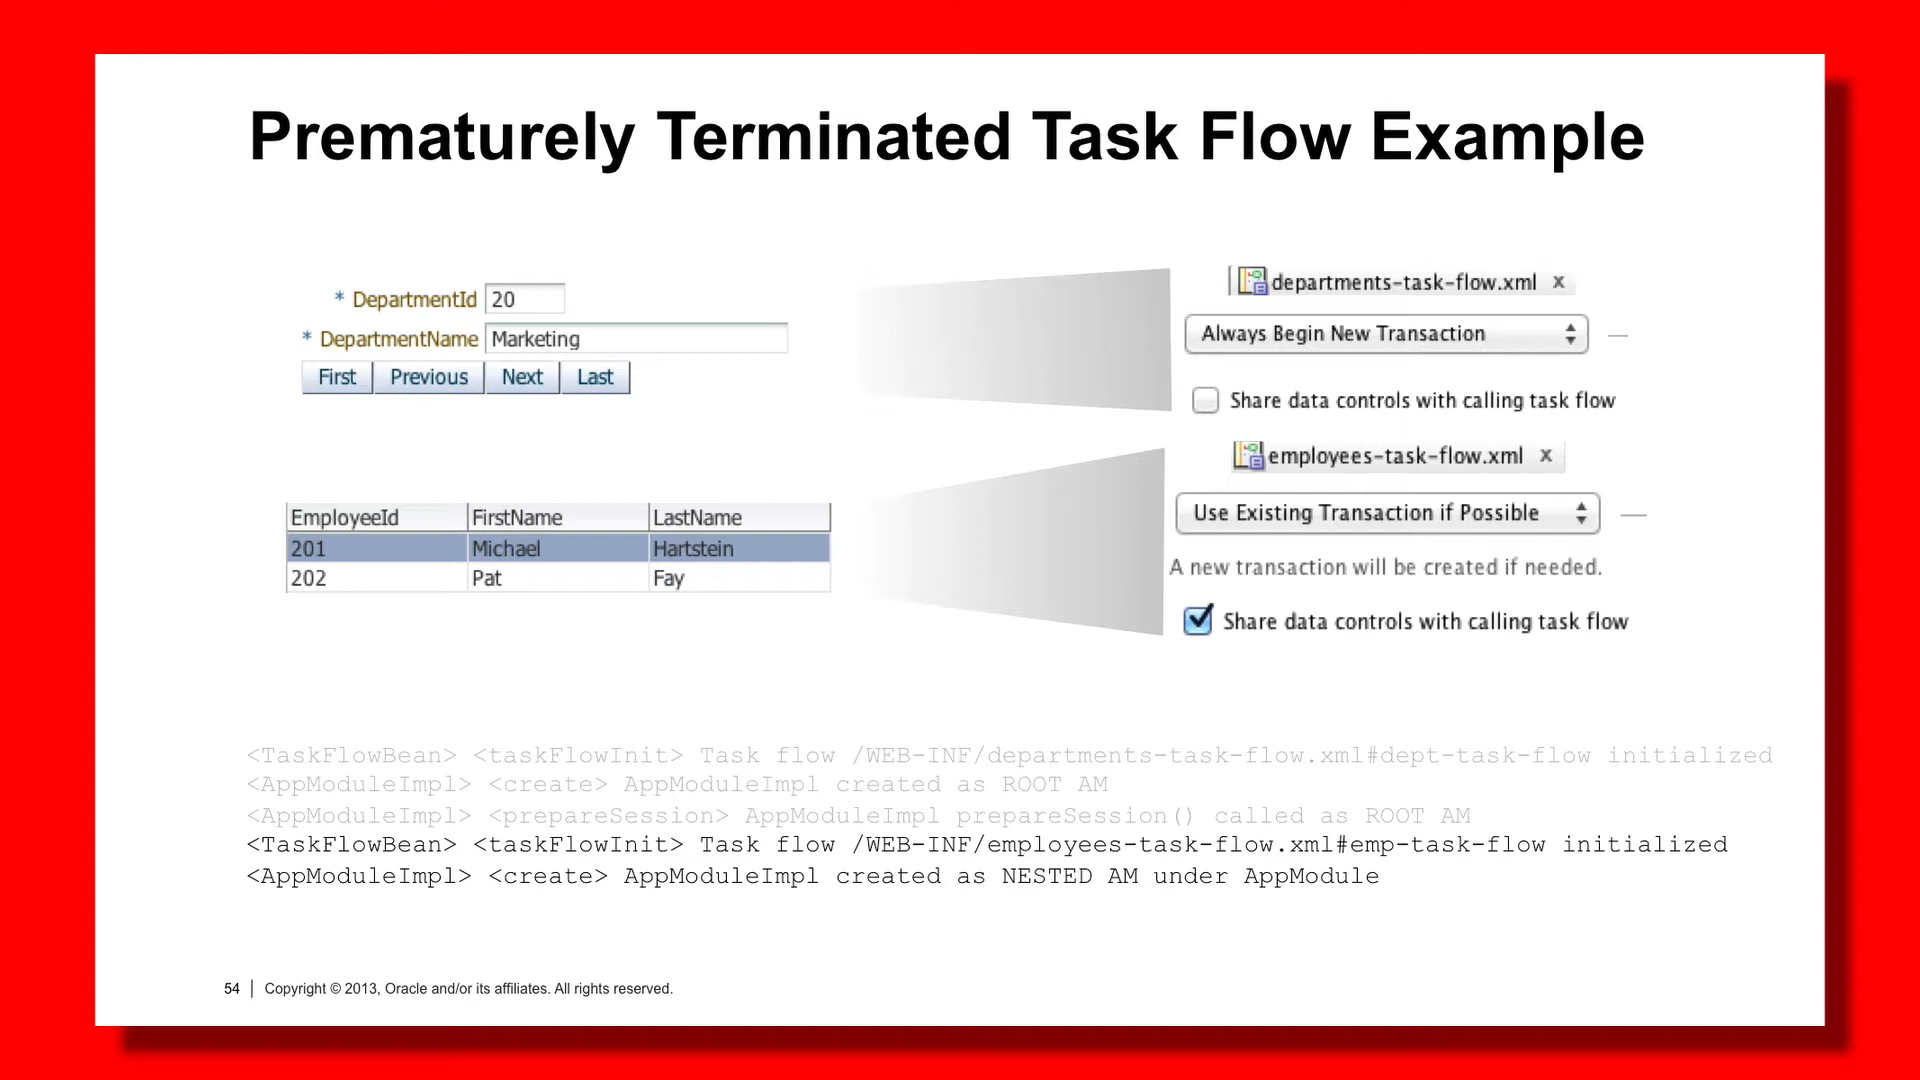 Prematurely Terminated Task Flow Example
* DepartmentId 20
* DepartmentName Marketing
First Previous Next Last
departments-task-flow.xml x
Always Begin New Transaction
Share data controls with calling task flow
employees-task-flow.xml x
Use Existing Transaction if Possible
A new transaction will be created if needed.
Share data controls with calling task flow
EmployeeId FirstName LastName
201 Michael Hartstein
202 Pat Fay
<TaskFlowBean> <taskFlowInit> Task flow /WEB-INF/departments-task-flow.xml#dept-task-flow initialized
<AppModuleImpl> <create> AppModuleImpl created as ROOT AM
<AppModuleImpl> <prepareSession> AppModuleImpl prepareSession() called as ROOT AM
<TaskFlowBean> <taskFlowInit> Task flow /WEB-INF/employees-task-flow.xml#emp-task-flow initialized
<AppModuleImpl> <create> AppModuleImpl created as NESTED AM under AppModule
54 | Copyright © 2013, Oracle and/or its affiliates. All rights reserved.